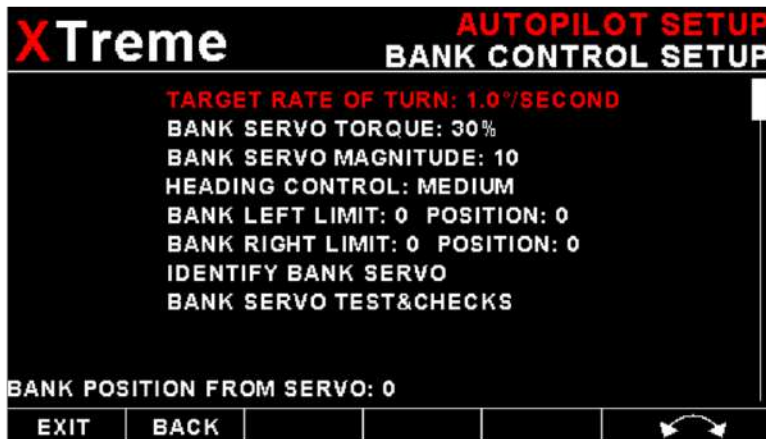 XTreme
AUTOPILOT SETUP
BANK CONTROL SETUP
TARGET RATE OF TURN: 1.0°/SECOND
BANK SERVO TORQUE: 30%
BANK SERVO MAGNITUDE: 10
HEADING CONTROL: MEDIUM
BANK LEFT LIMIT: 0 POSITION: 0
BANK RIGHT LIMIT: 0 POSITION: 0
IDENTIFY BANK SERVO
BANK SERVO TEST&CHECKS
BANK POSITION FROM SERVO: 0
EXIT BACK